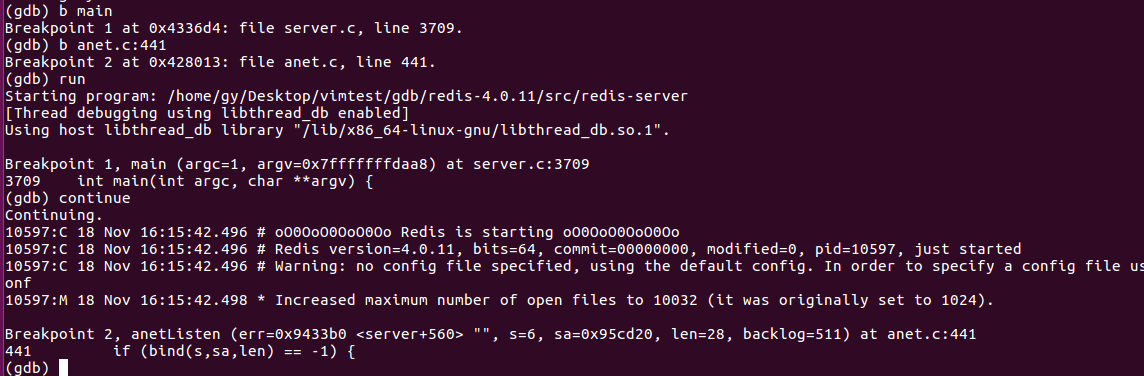 (gdb) b main
Breakpoint 1 at 0x4336d4: file server.c, line 3709.
(gdb) b anet.c:441
Breakpoint 2 at 0x428013: file anet.c, line 441.
(gdb) run
Starting program: /home/gy/Desktop/vimtest/gdb/redis-4.0.11/src/redis-server
[Thread debugging using libthread_db enabled]
Using host libthread_db library "/lib/x86_64-linux-gnu/libthread_db.so.1".
Breakpoint 1, main (argc=1, argv=0x7fffffffdaa8) at server.c:3709
3709    int main(int argc, char **argv) {
(gdb) continue
Continuing.
10597:C 18 Nov 16:15:42.496 # oO0OoO0OoO0Oo Redis is starting oO0OoO0OoO0Oo
10597:C 18 Nov 16:15:42.496 # Redis version=4.0.11, bits=64, commit=00000000, modified=0, pid=10597, just started
10597:C 18 Nov 16:15:42.496 # Warning: no config file specified, using the default config. In order to specify a config file us
onf
10597:M 18 Nov 16:15:42.498 * Increased maximum number of open files to 10032 (it was originally set to 1024).
Breakpoint 2, anetListen (err=0x9433b0 <server+560> "", s=6, sa=0x95cd20, len=28, backlog=511) at anet.c:441
441         if (bind(s,sa,len) == -1) {
(gdb)